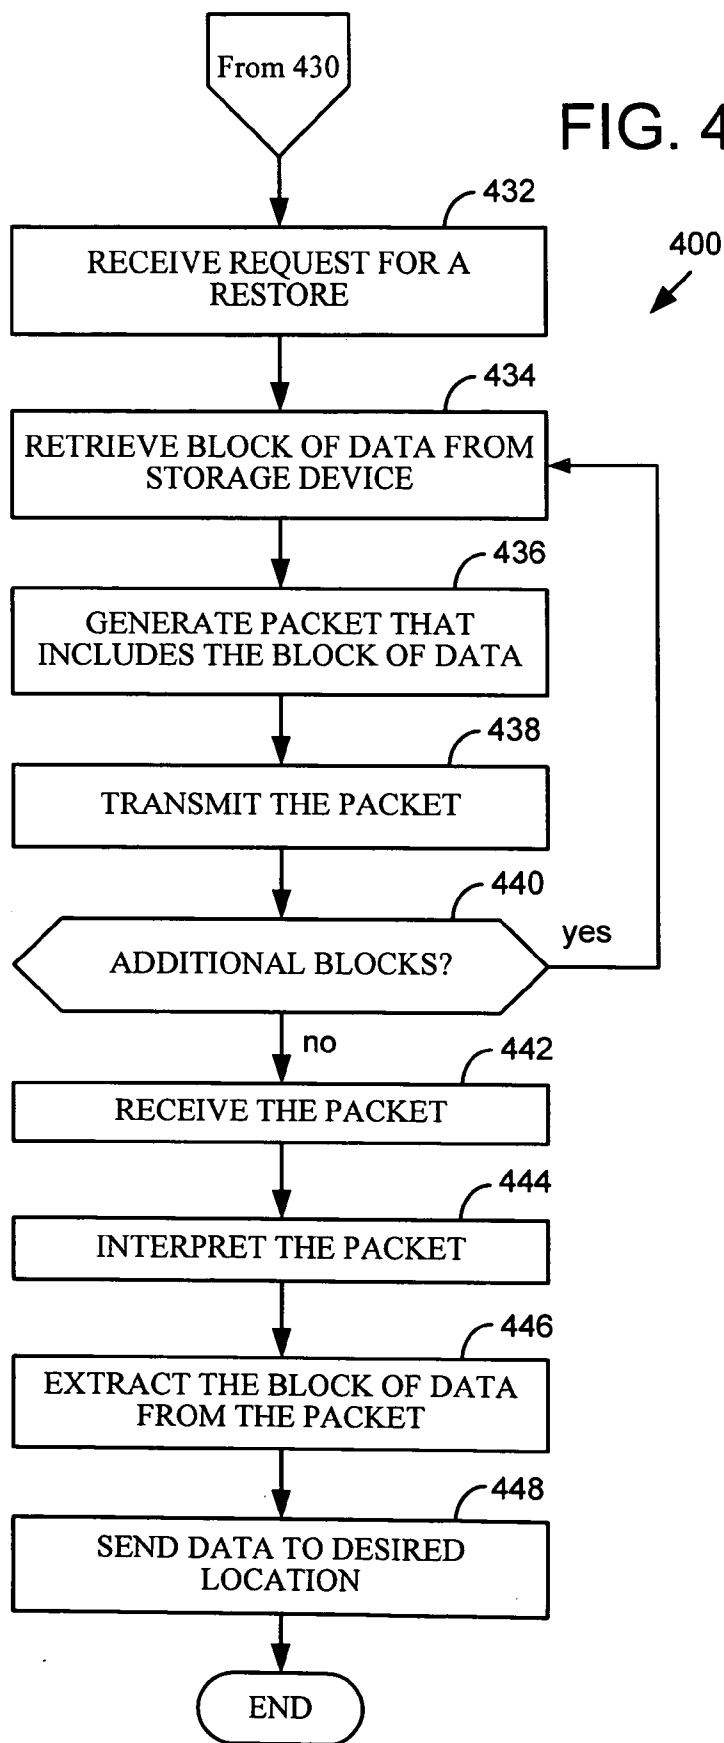 From 430
FIG. 4
432
400
RECEIVE REQUEST FOR A
RESTORE
434
RETRIEVE BLOCK OF DATA FROM
STORAGE DEVICE
436
GENERATE PACKET THAT
INCLUDES THE BLOCK OF DATA
438
TRANSMIT THE PACKET
440
yes
ADDITIONAL BLOCKS?
no
442
RECEIVE THE PACKET
444
INTERPRET THE PACKET
446
EXTRACT THE BLOCK OF DATA
FROM THE PACKET
448
SEND DATA TO DESIRED
LOCATION
END